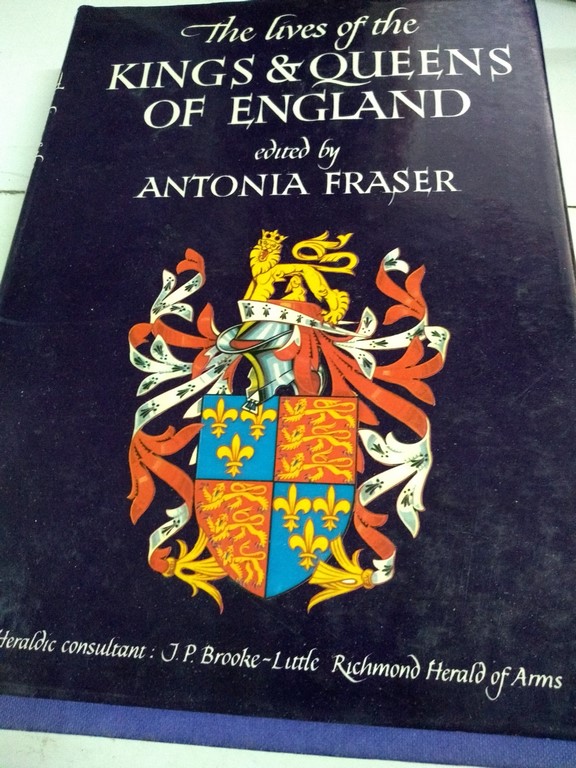 The lives of the
KINGS & QUEENS
OF ENGLAND
edited by
ANTONIA FRASER
Heraldic consultant: J.P. Brooke-Little Richmond Herald of Arms